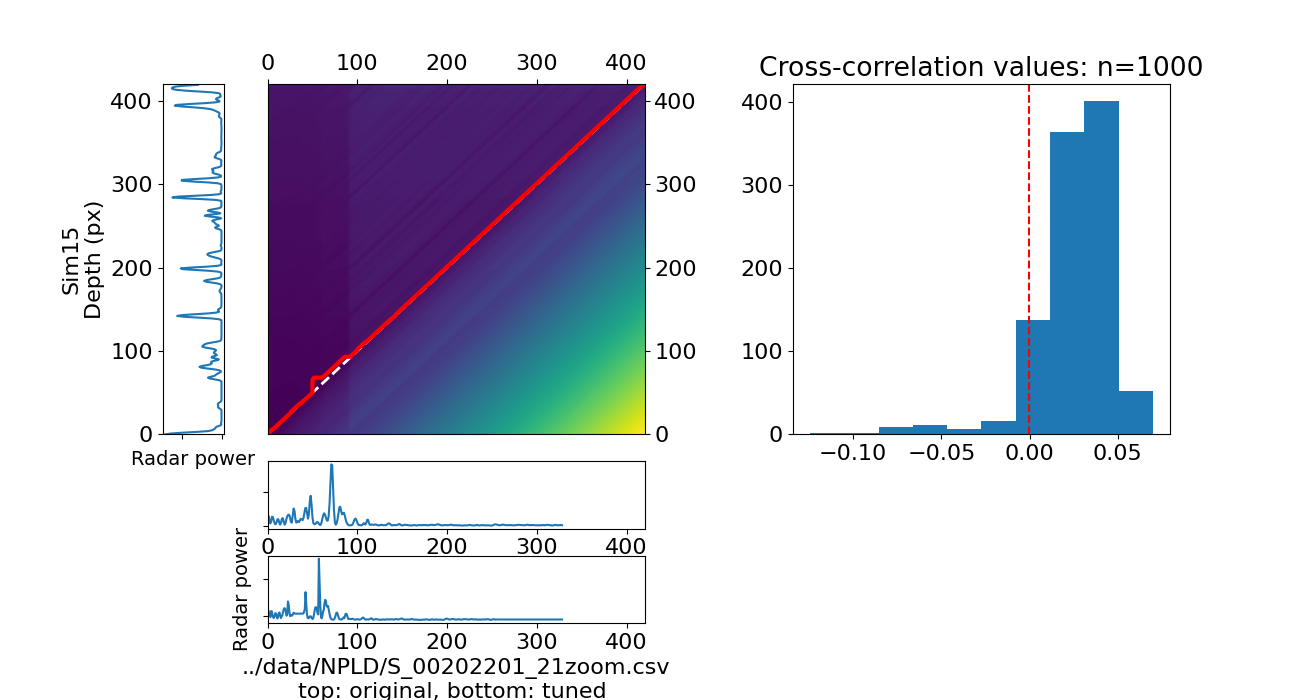 0 100 200 300 400
Cross-correlation values: n=1000
400
300
200
100
0
Sim15
Depth (px)
Radar power
400
300
200
100
0
400
300
200
100
0
−0.10 −0.05 0.00 0.05
0 100 200 300 400
Radar power
0 100 200 300 400
../data/NPLD/S_00202201_21zoom.csv
top: original, bottom: tuned